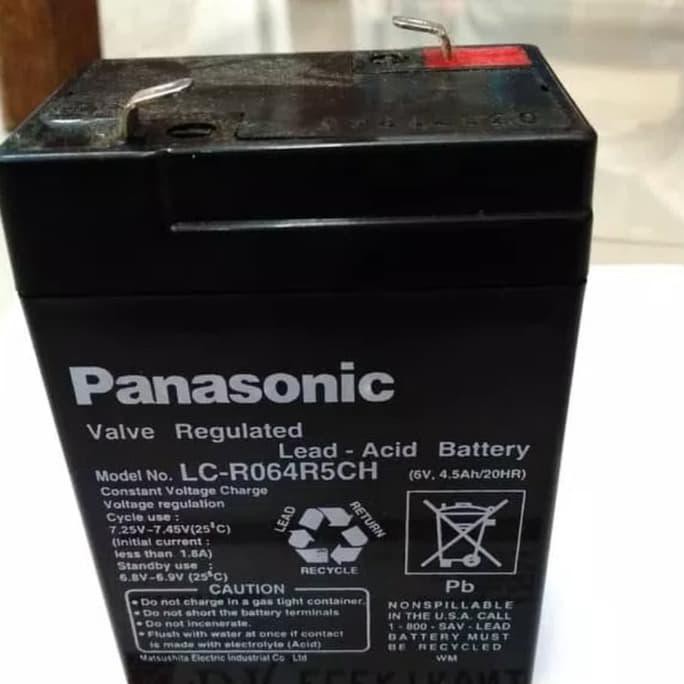 Panasonic
Valve Regulated
Lead - Acid Battery
Model No. LC-R064R5CH (6V, 4.5Ah/20HR)
Constant Voltage Charge
Voltage regulation
Cycle use :
7.25V-7.45V(25°C)
(Initial current :
less than 1.8A)
Standby use :
6.8V-6.9V (25°C)
LEAD
RETURN
RECYCLE
Pb
CAUTION
• Do not charge in a gas tight container.
• Do not short the battery terminals
• Do not incenerate.
• Flush with water at once if contact
is made with electrolyte (Acid)
Matsushita Electric Industrial Co Ltd
NONSPILLABLE
IN THE U.S.A. CALL
1 - 800 - SAV - LEAD
BATTERY MUST
BE RECYCLED
WM